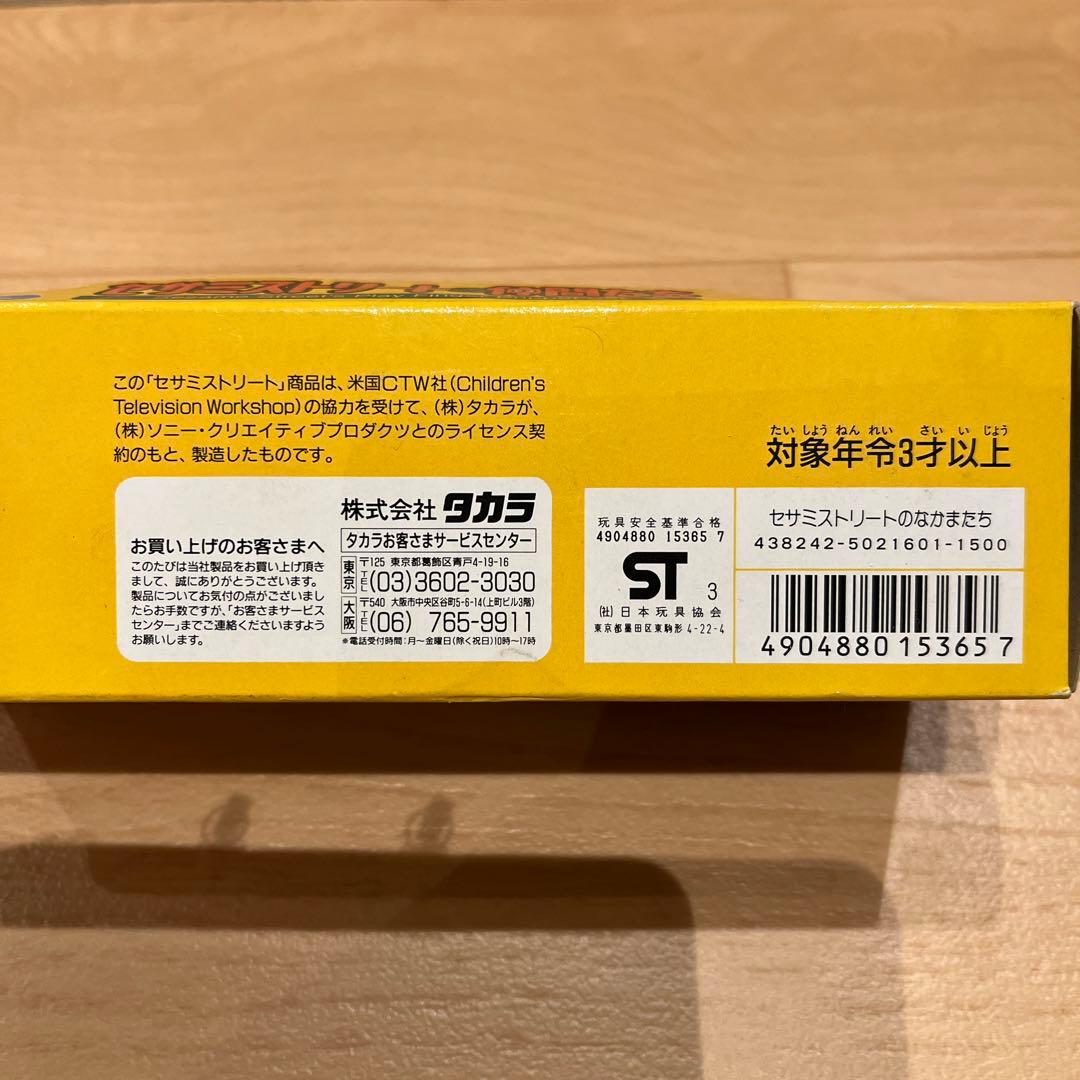 セサミストリート
この「セサミストリート」商品は、米国CTW社(Children's
Television Workshop)の協力を受けて、(株)タカラが、
(株)ソニー・クリエイティブプロダクツとのライセンス契
約のもと、製造したものです。
お買い上げのお客さまへ
このたびは当社製品をお買い上げ頂き
まして、誠にありがとうございます。
製品についてお気付の点がございまし
たらお手数ですが、「お客さまサービス
センター」までご連絡くださいますよう
お願いします。
株式会社 タカラ
タカラお客さまサービスセンター
東京
〒125 東京都葛飾区青戸4-19-16
TEL(03)3602-3030
大阪
〒540 大阪市中央区谷町5-6-14(上町ビル3階)
TEL(06) 765-9911
※電話受付時間:月〜金曜日(除く祝日)10時〜17時
たいしょうねんれい さいいじょう
対象年令3才以上
玩具安全基準合格
4904880 15365 7
ST 3
(社)日本玩具協会
東京都墨田区東駒形4-22-4
セサミストリートのなかまたち
438242-5021601-1500
4904880 153657